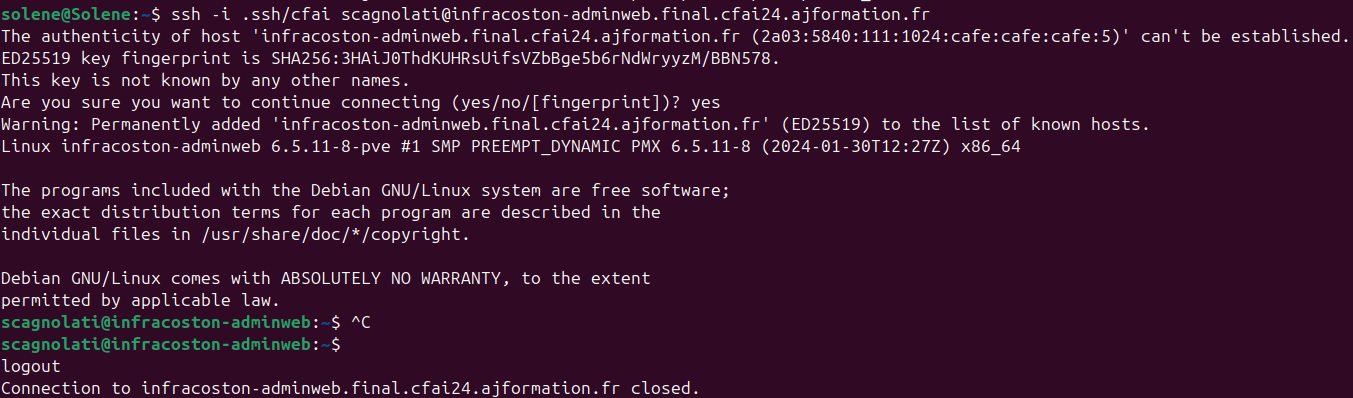 solene@Solene:~$ ssh -i .ssh/cfai scagnolati@infracoston-adminweb.final.cfai24.ajformation.fr
The authenticity of host 'infracoston-adminweb.final.cfai24.ajformation.fr (2a03:5840:111:1024:cafe:cafe:cafe:5)' can't be established.
ED25519 key fingerprint is SHA256:3HAiJ0ThdKUHRsUifsVZbBge5b6rNdWryyzM/BBN578.
This key is not known by any other names.
Are you sure you want to continue connecting (yes/no/[fingerprint])? yes
Warning: Permanently added 'infracoston-adminweb.final.cfai24.ajformation.fr' (ED25519) to the list of known hosts.
Linux infracoston-adminweb 6.5.11-8-pve #1 SMP PREEMPT_DYNAMIC PMX 6.5.11-8 (2024-01-30T12:27Z) x86_64

The programs included with the Debian GNU/Linux system are free software;
the exact distribution terms for each program are described in the
individual files in /usr/share/doc/*/copyright.

Debian GNU/Linux comes with ABSOLUTELY NO WARRANTY, to the extent
permitted by applicable law.
scagnolati@infracoston-adminweb:~$ ^C
scagnolati@infracoston-adminweb:~$
logout
Connection to infracoston-adminweb.final.cfai24.ajformation.fr closed.